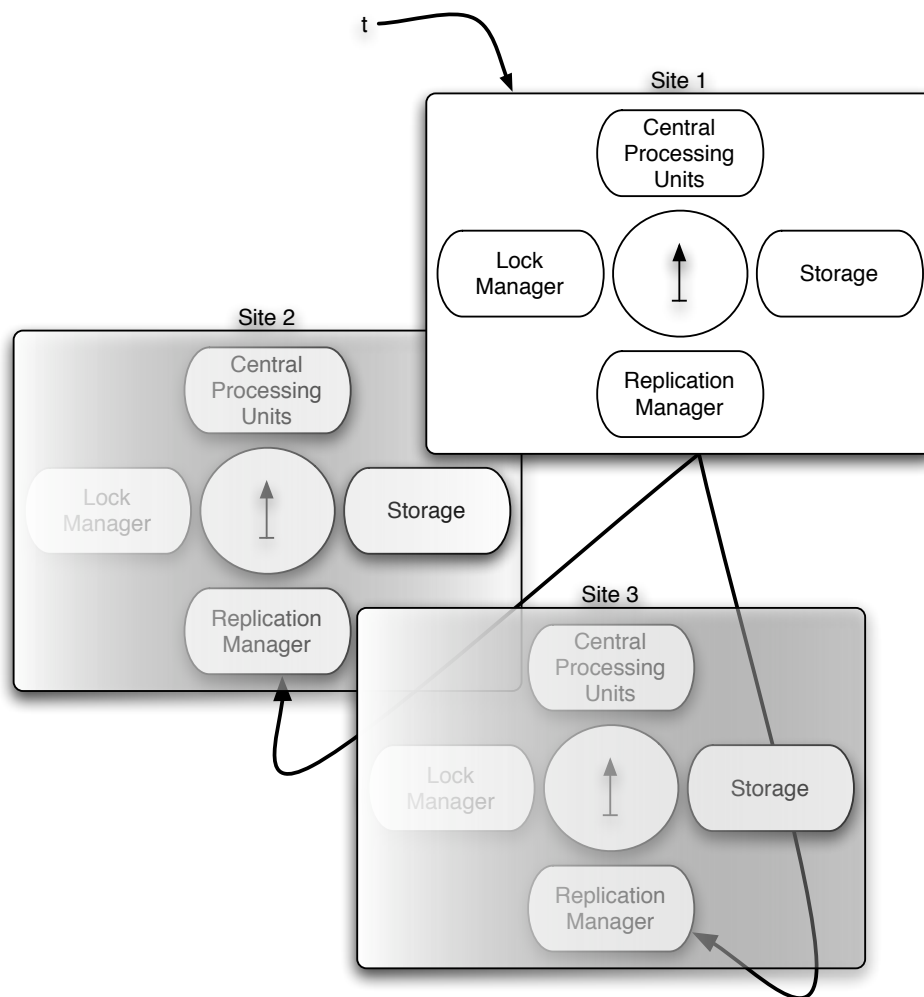 t
Site 1
Central
Processing
Units
Lock
Manager
Storage
Replication
Manager
Site 2
Central
Processing
Units
Lock
Manager
Storage
Replication
Manager
Site 3
Central
Processing
Units
Lock
Manager
Storage
Replication
Manager